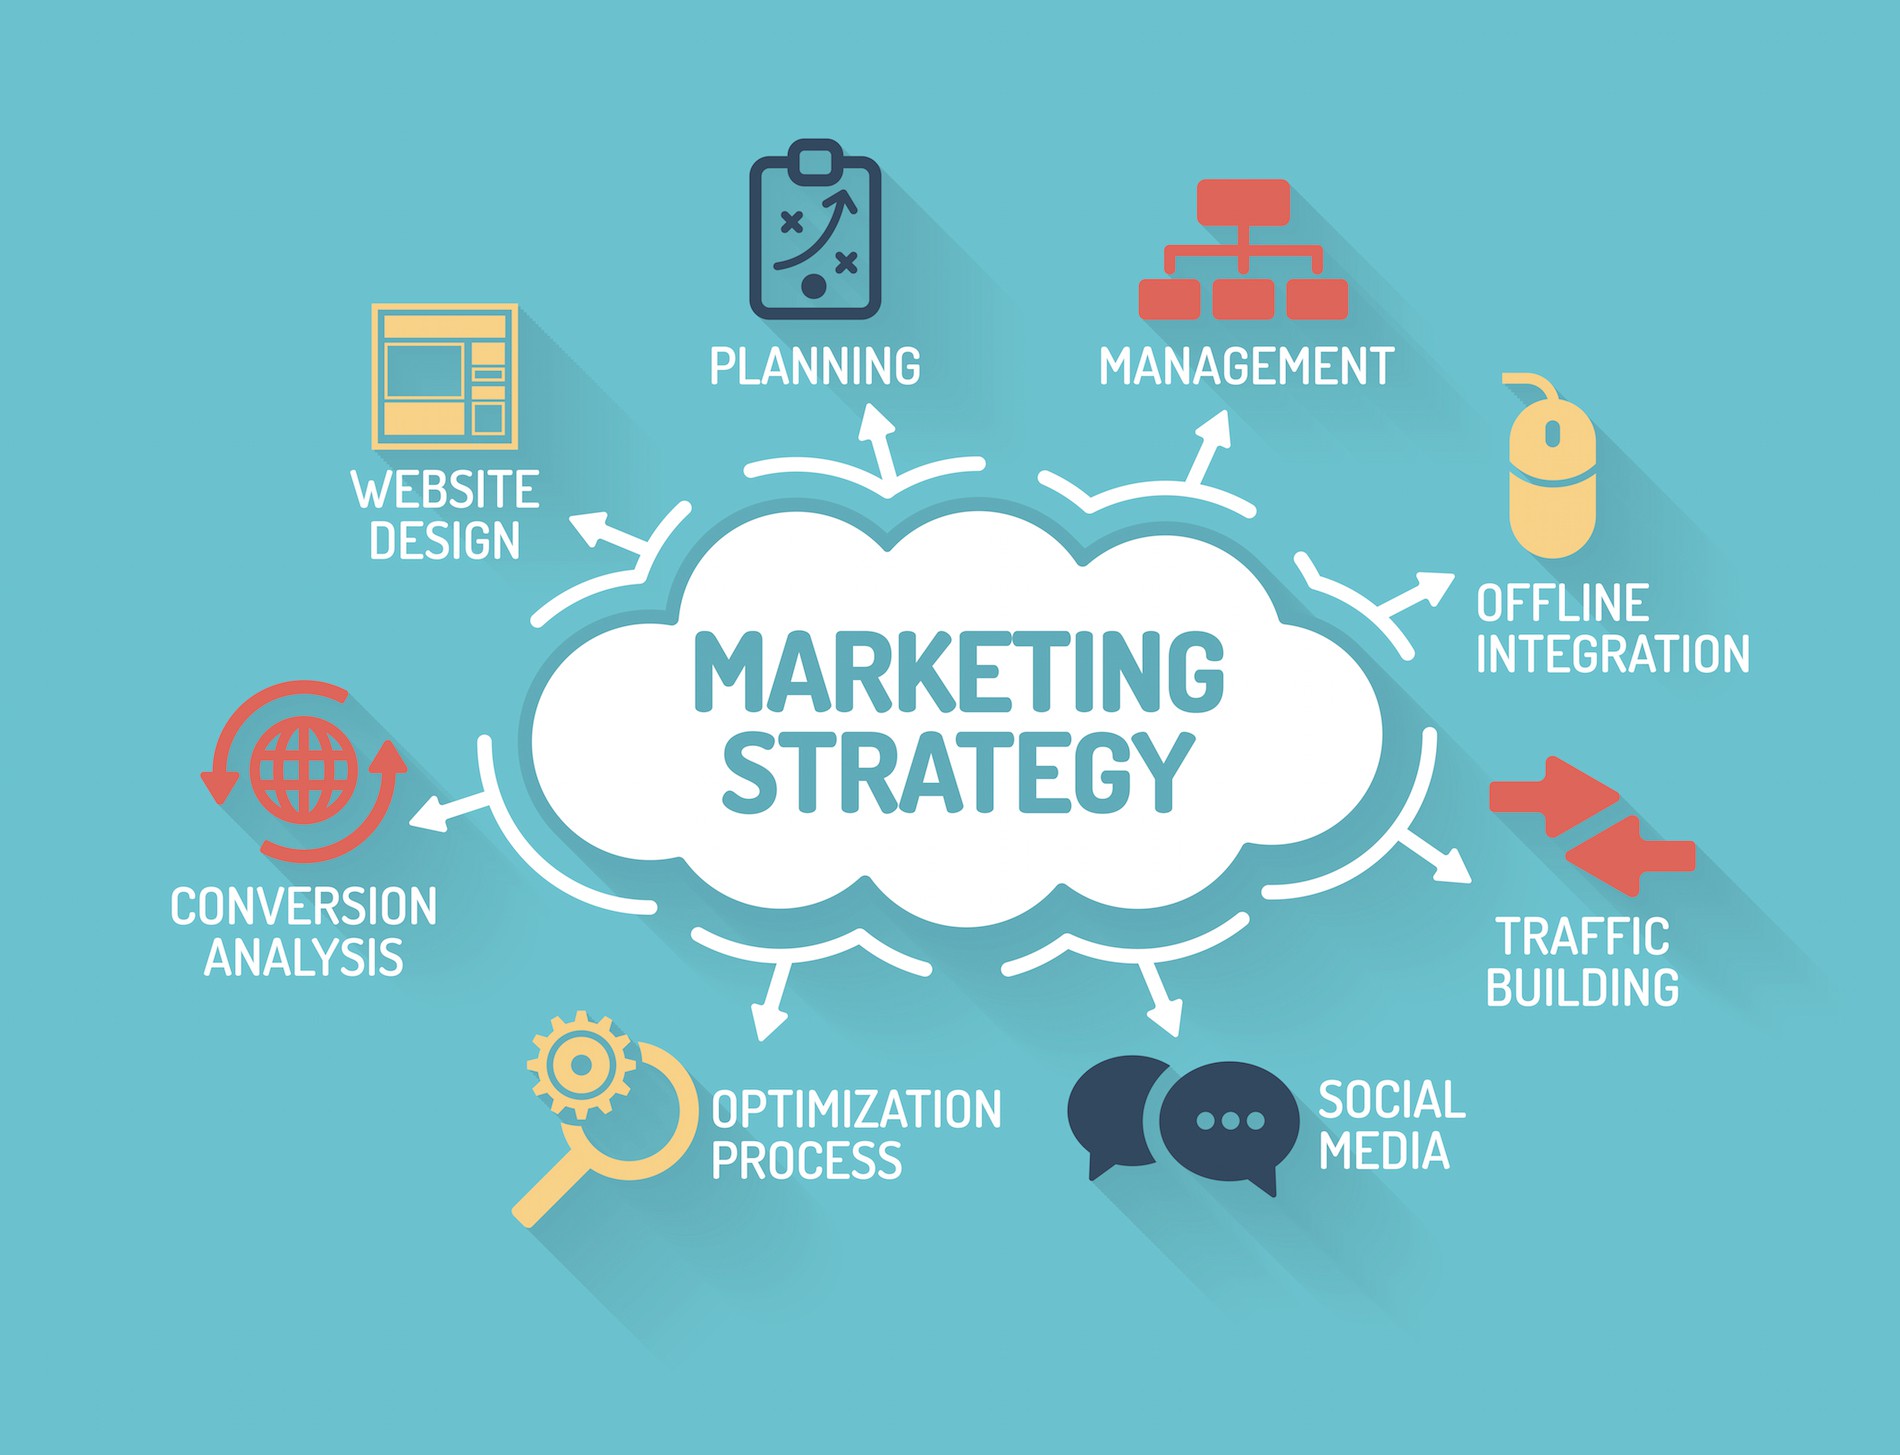 PLANNING
MANAGEMENT
WEBSITE
DESIGN
OFFLINE
INTEGRATION
MARKETING
STRATEGY
CONVERSION
ANALYSIS
TRAFFIC
BUILDING
OPTIMIZATION
PROCESS
SOCIAL
MEDIA